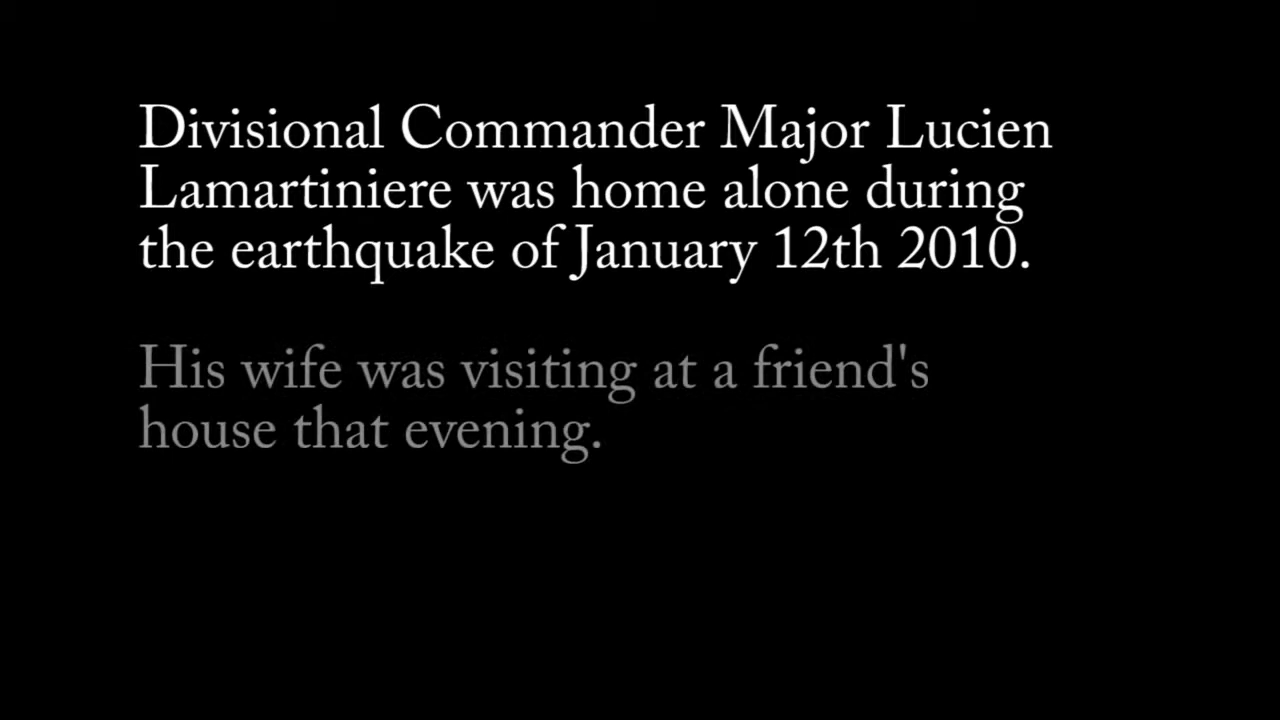 Divisional Commander Major Lucien
Lamartiniere was home alone during
the earthquake of January 12th 2010.
His wife was visiting at a friend's
house that evening.